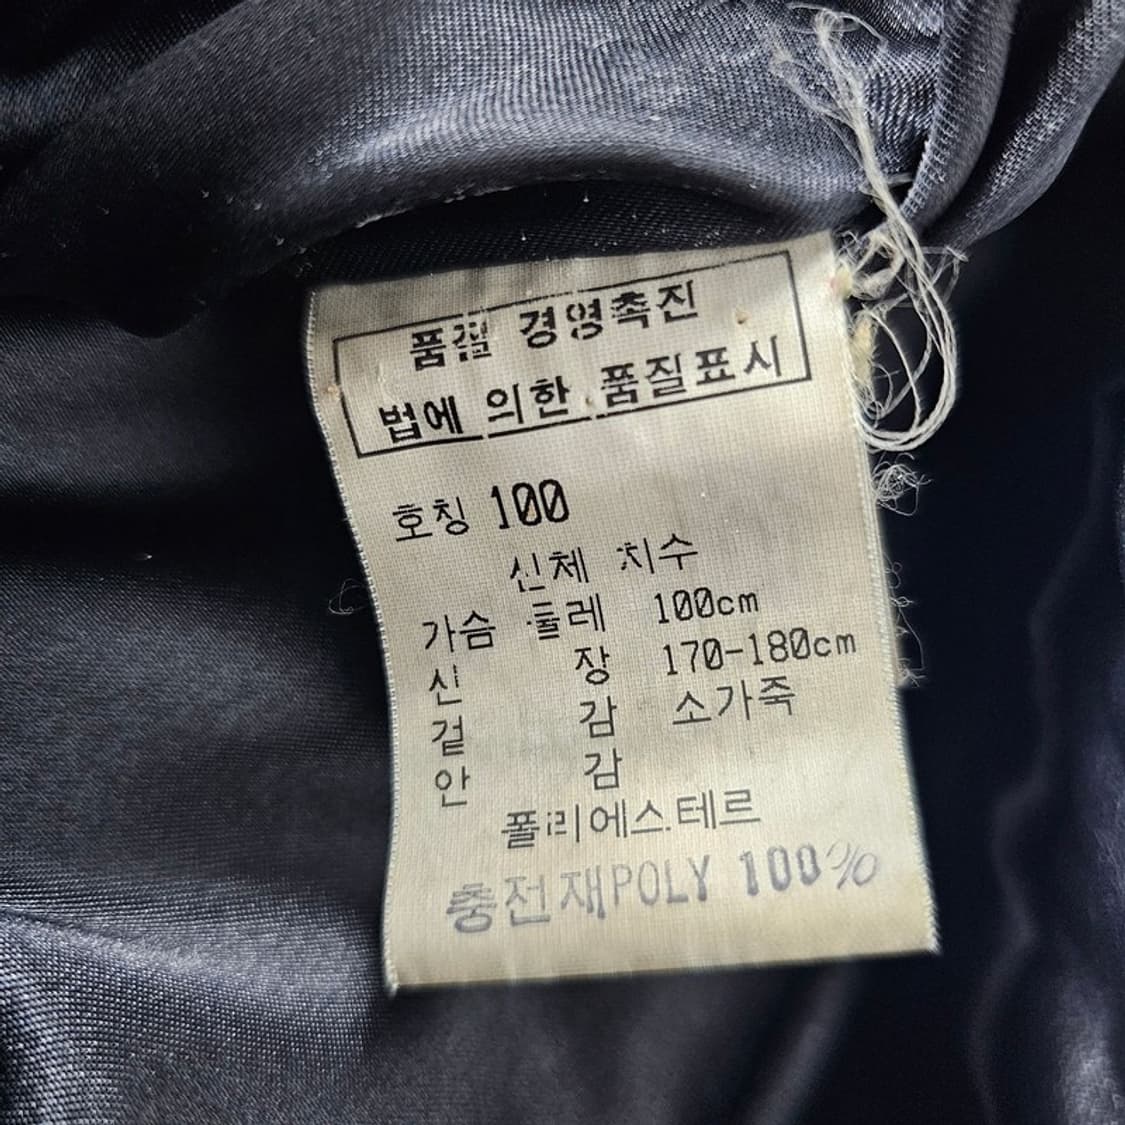 품질 경영촉진
법에 의한 품질표시
호칭 100
신체 치수
가슴 둘레 100cm
신 장 170-180cm
겉 감 소가죽
안 감
폴리에스테르
충전재POLY 100%